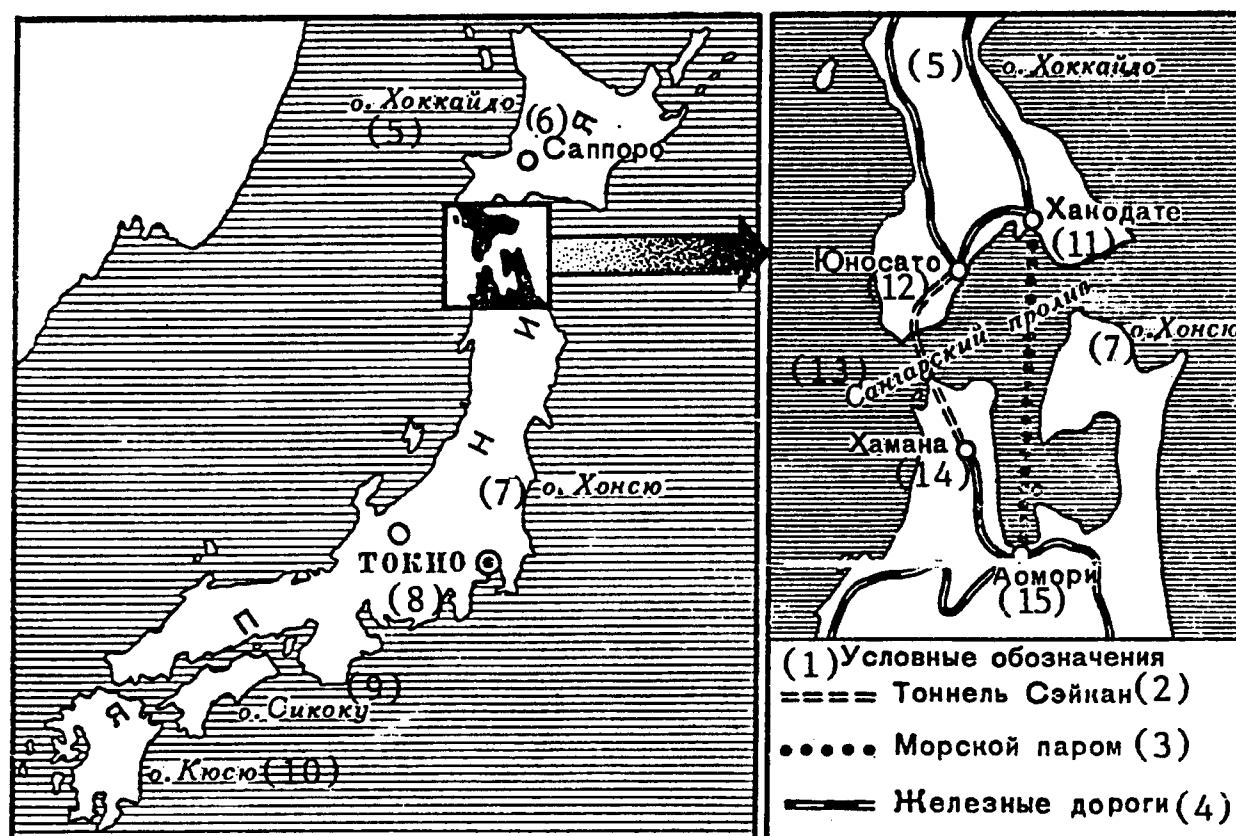 о. Хоккайдо
(5)
(6)
Саппоро
Я
И
Н
(7) о. Хонсю
ТОКИО
(8)
П
(9)
о. Сикоку
Я
о. Кюсю (10)
(5)
о. Хоккайдо
Хакодате
(11)
Юносато
(12)
Сангарский пролив
(13)
(7)
о. Хонсю
Хамана
(14)
Аомори
(15)
(1) Условные обозначения
Тоннель Сэйкан (2)
Морской паром (3)
Железные дороги (4)